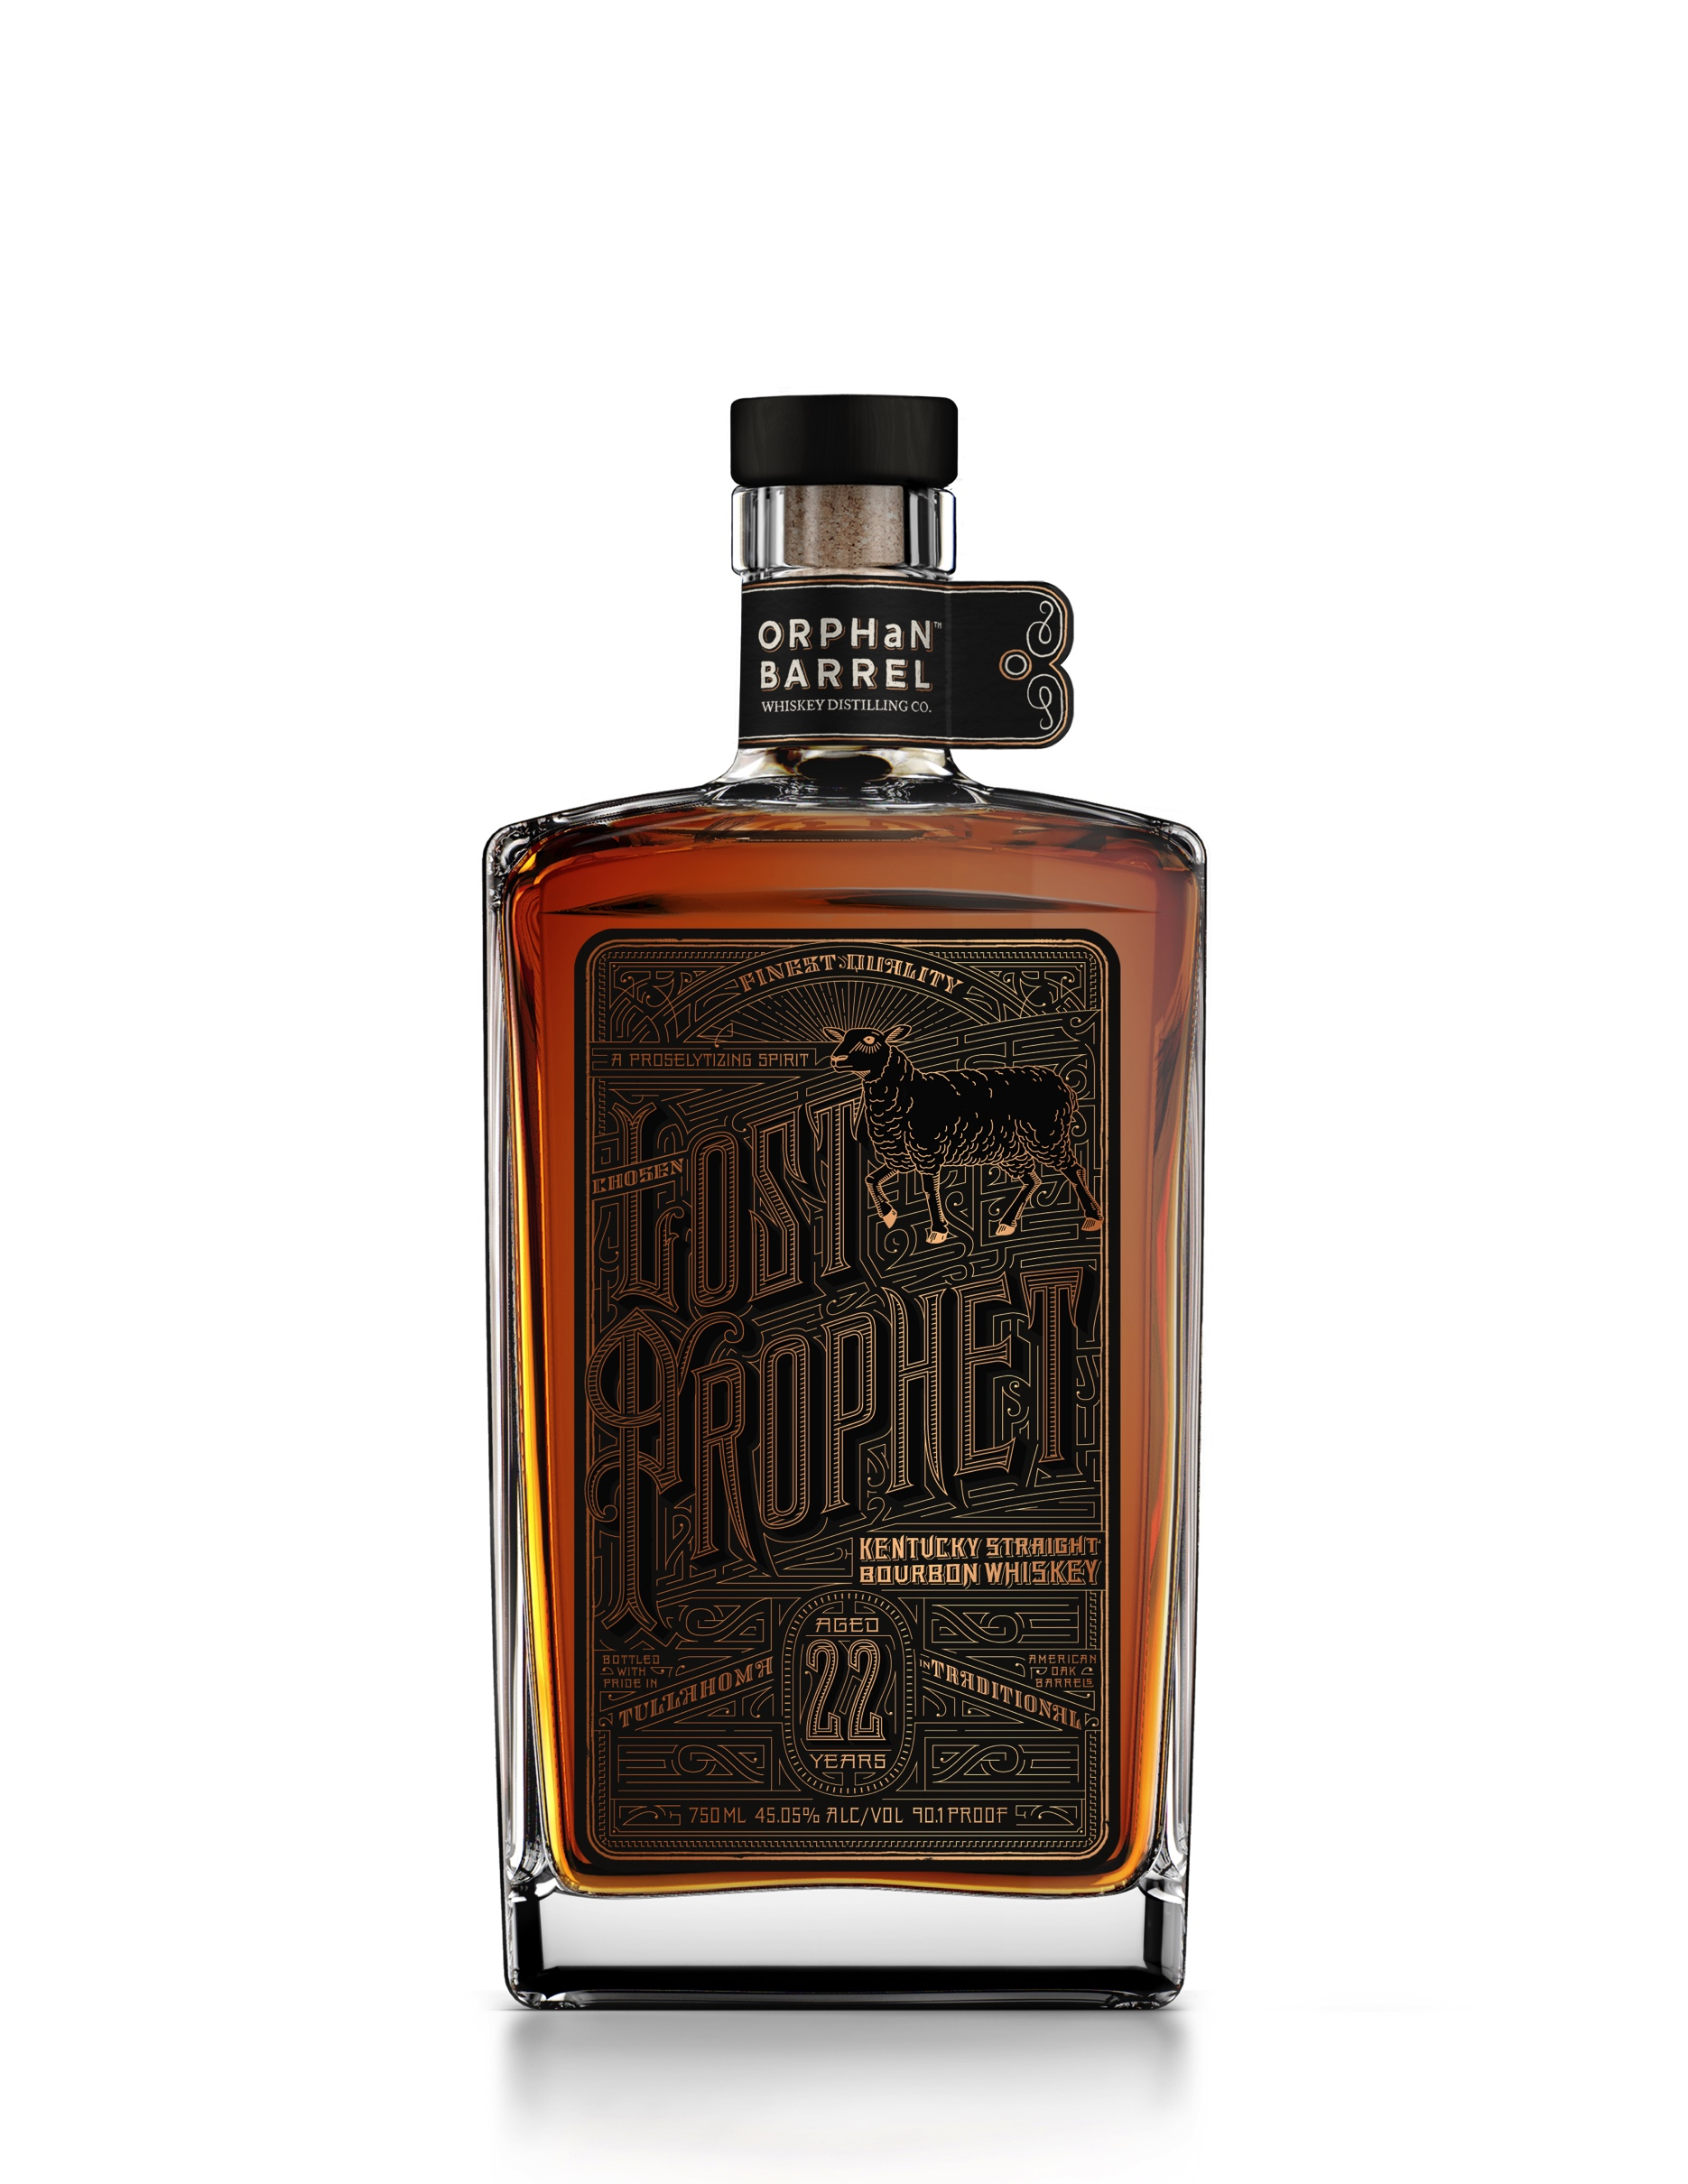 ORPHaN™
BARREL
WHISKEY DISTILLING CO.
FINEST QUALITY
A PROSELYTIZING SPIRIT
CHOSEN
LOST
PROPHET
KENTUCKY STRAIGHT
BOURBON WHISKEY
AGED
22
YEARS
BOTTLED
WITH
PRIDE IN
TULLAHOMA
IN TRADITIONAL
AMERICAN
OAK
BARRELS
750ML 45.05% ALC/VOL 90.1 PROOF